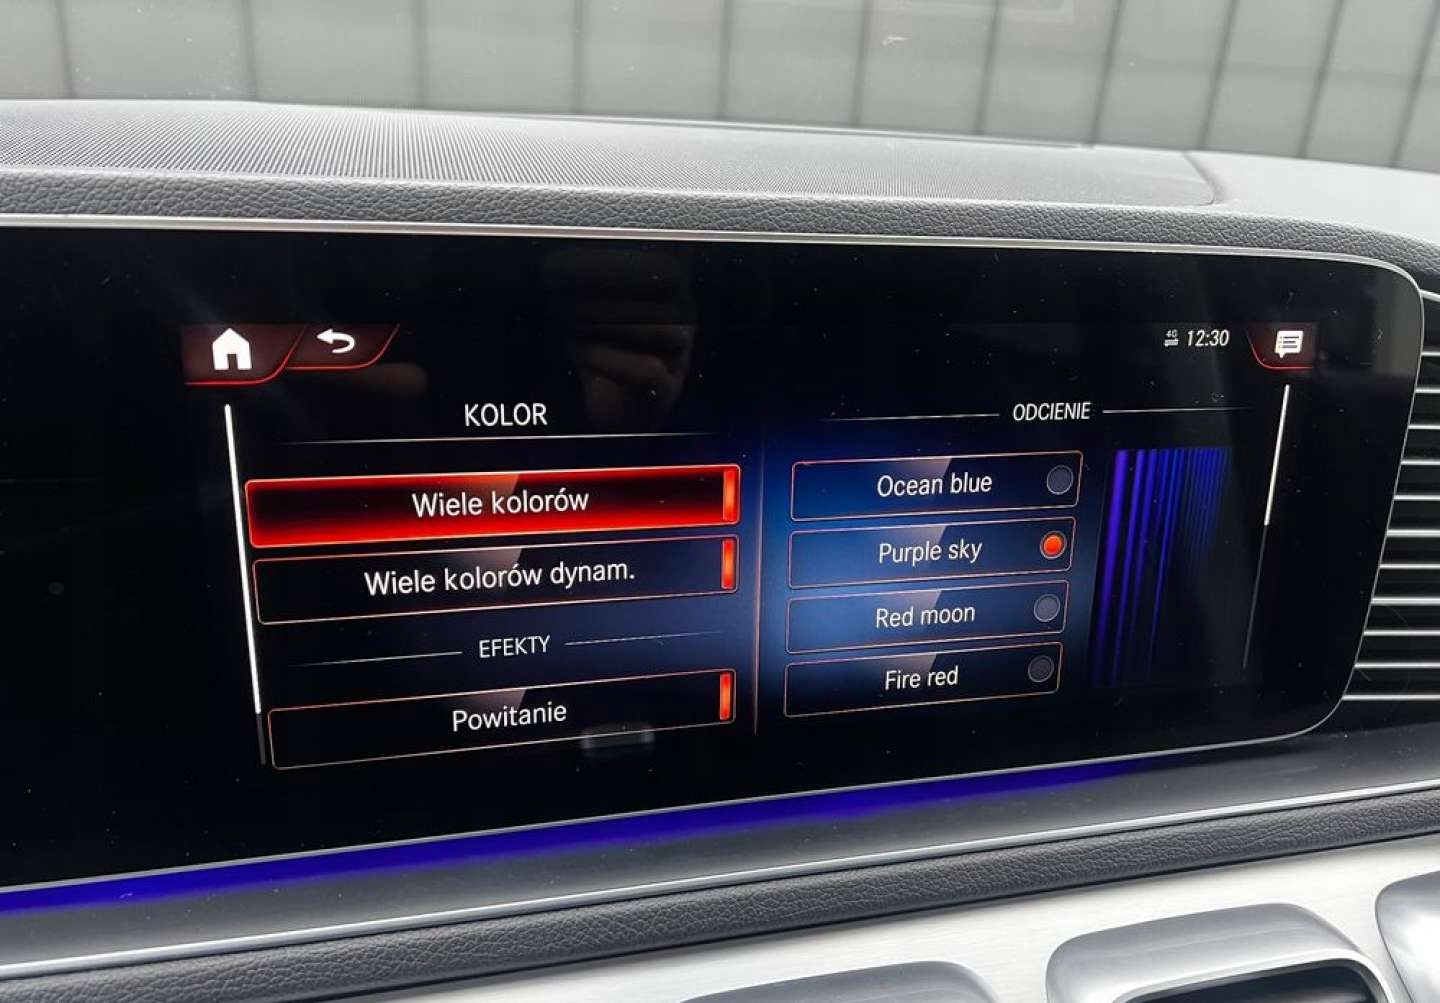 4G 12:30
KOLOR
Wiele kolorów
Wiele kolorów dynam.
EFEKTY
Powitanie
ODCIENIE
Ocean blue
Purple sky
Red moon
Fire red